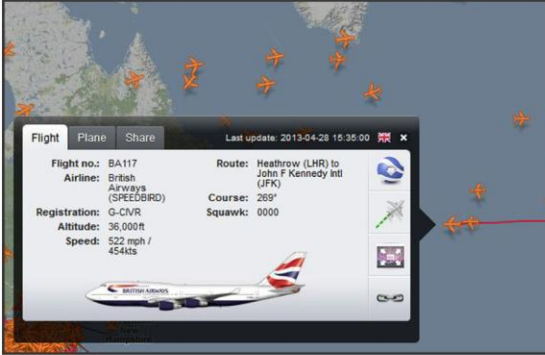 Flight Plane Share Last update: 2013-04-28 15:35:00
Flight no.: BA117
Airline: British Airways (SPEEDBIRD)
Registration: G-CIVR
Altitude: 36,000ft
Speed: 522 mph / 454kts
Route: Heathrow (LHR) to John F Kennedy Intl (JFK)
Course: 269°
Squawk: 0000
BRITISH AIRWAYS
New
Hampshire